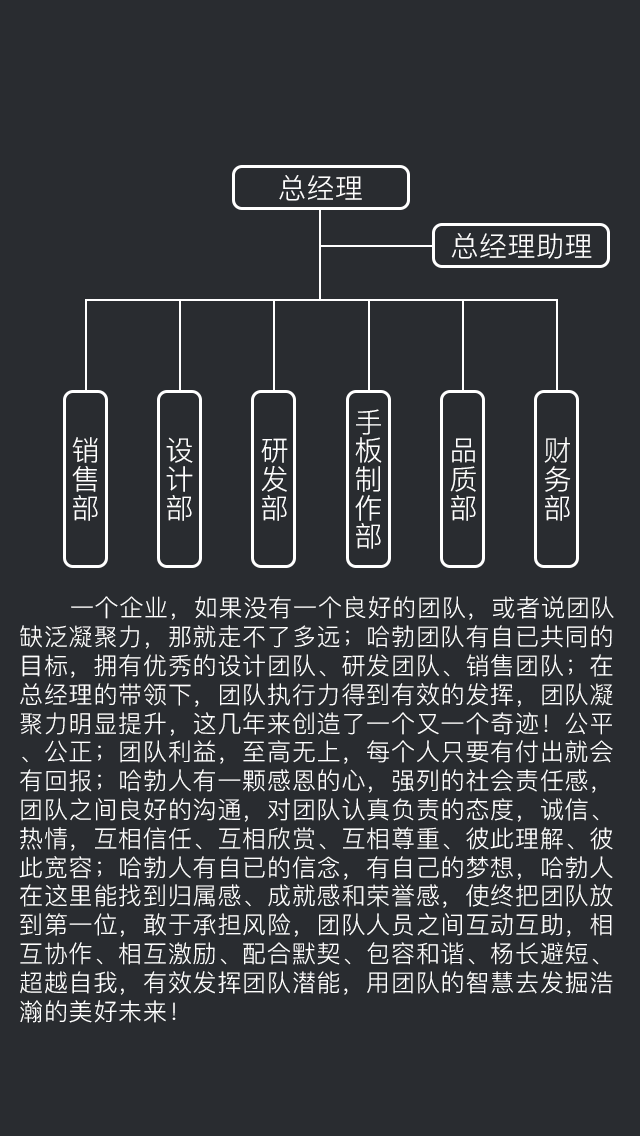 总经理
总经理助理
销售部
设计部
研发部
手板制作部
品质部
财务部
一个企业，如果没有一个良好的团队，或者说团队
缺泛凝聚力，那就走不了多远；哈勃团队有自已共同的
目标，拥有优秀的设计团队、研发团队、销售团队；在
总经理的带领下，团队执行力得到有效的发挥，团队凝
聚力明显提升，这几年来创造了一个又一个奇迹！公平
、公正；团队利益，至高无上，每个人只要有付出就会
有回报；哈勃人有一颗感恩的心，强列的社会责任感，
团队之间良好的沟通，对团队认真负责的态度，诚信、
热情，互相信任、互相欣赏、互相尊重、彼此理解、彼
此宽容；哈勃人有自已的信念，有自己的梦想，哈勃人
在这里能找到归属感、成就感和荣誉感，使终把团队放
到第一位，敢于承担风险，团队人员之间互动互助，相
互协作、相互激励、配合默契、包容和谐、杨长避短、
超越自我，有效发挥团队潜能，用团队的智慧去发掘浩
瀚的美好未来！